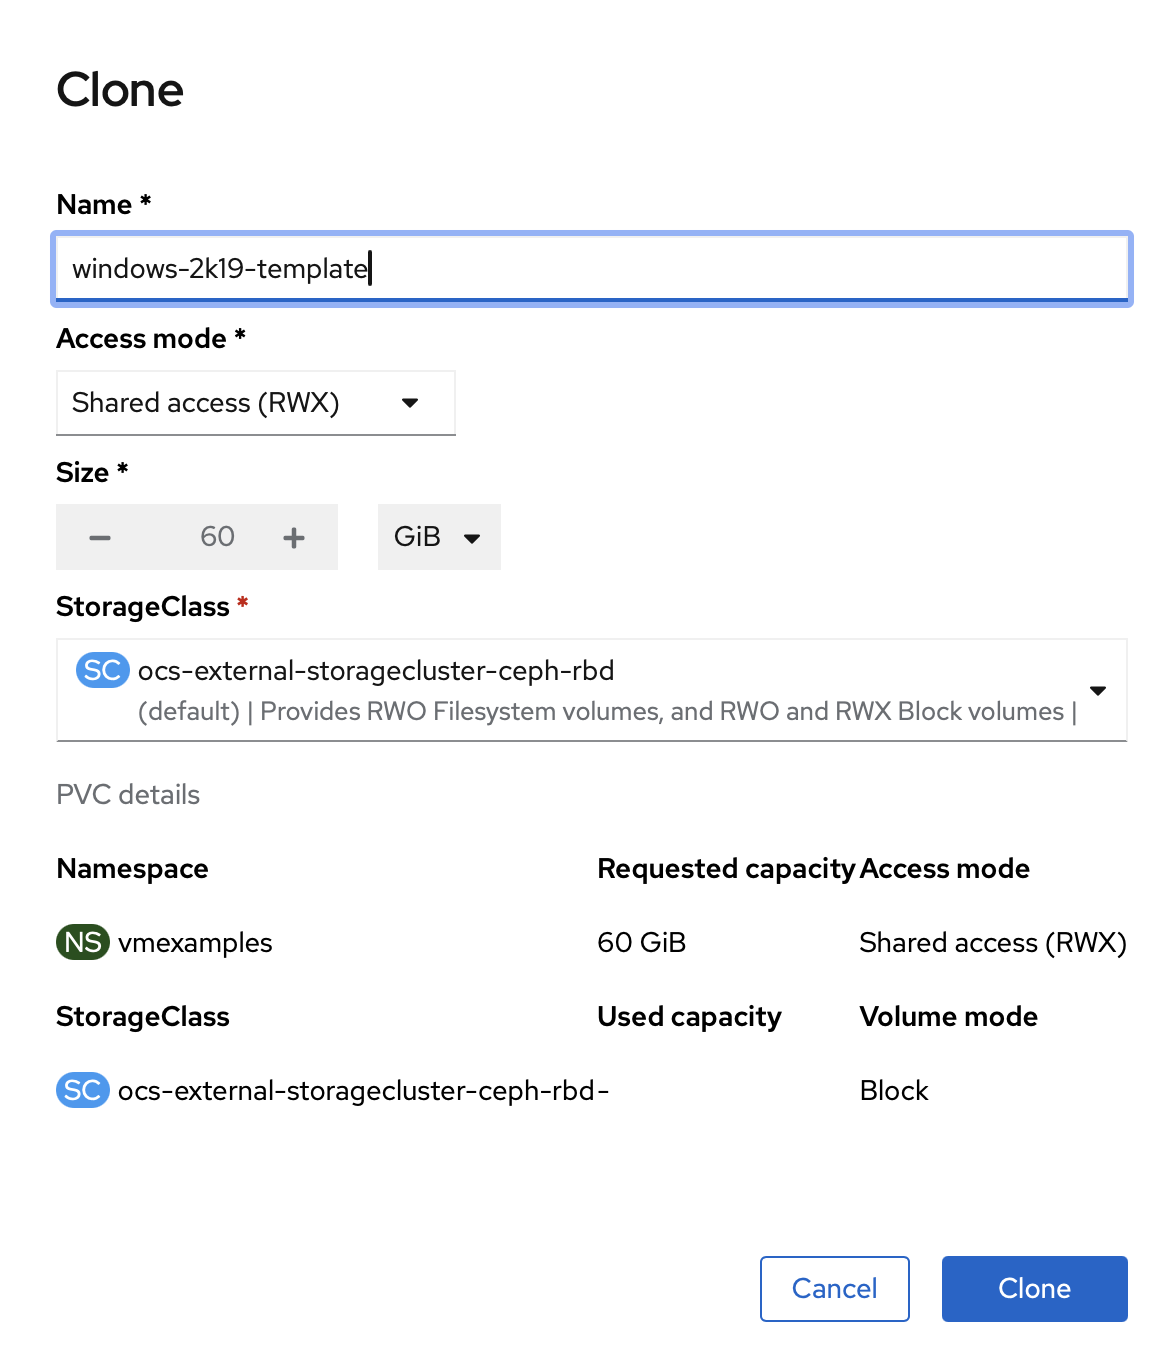 Clone
Name *
windows-2k19-template
Access mode *
Shared access (RWX)
Size *
60 GiB
StorageClass *
SC ocs-external-storagecluster-ceph-rbd
(default) | Provides RWO Filesystem volumes, and RWO and RWX Block volumes |
PVC details
Namespace Requested capacity Access mode
NS vmexamples 60 GiB Shared access (RWX)
StorageClass Used capacity Volume mode
SC ocs-external-storagecluster-ceph-rbd - Block
Cancel Clone